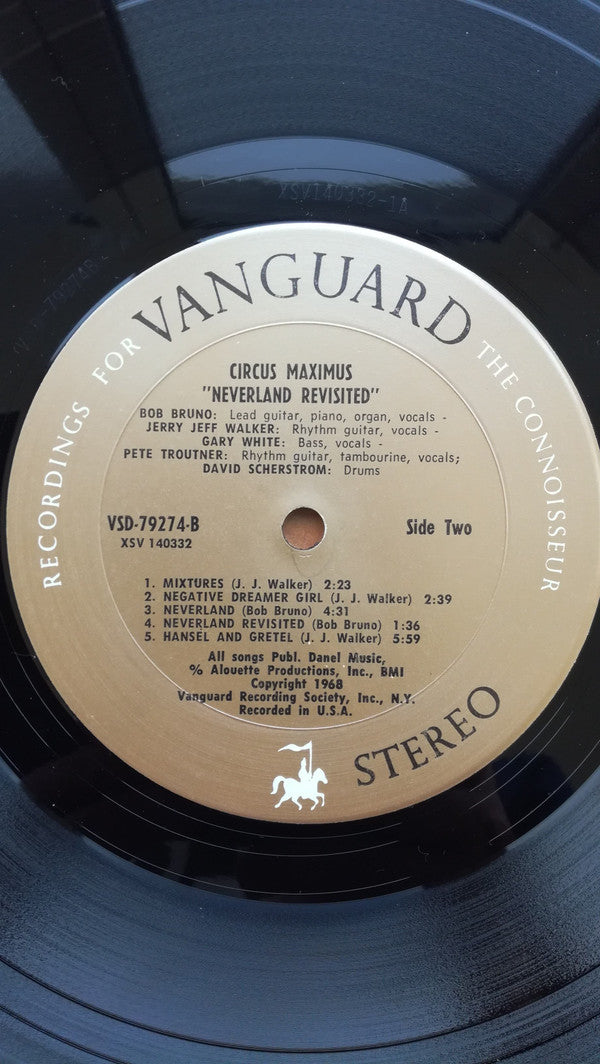 XSV140332-1A
RECORDINGS FOR VANGUARD THE CONNOISSEUR
CIRCUS MAXIMUS
"NEVERLAND REVISITED"
BOB BRUNO: Lead guitar, piano, organ, vocals -
JERRY JEFF WALKER: Rhythm guitar, vocals -
GARY WHITE: Bass, vocals -
PETE TROUTNER: Rhythm guitar, tambourine, vocals;
DAVID SCHERSTROM: Drums
VSD-79274-B
XSV 140332
Side Two
1. MIXTURES (J. J. Walker) 2:23
2. NEGATIVE DREAMER GIRL (J. J. Walker) 2:39
3. NEVERLAND (Bob Bruno) 4:31
4. NEVERLAND REVISITED (Bob Bruno) 1:36
5. HANSEL AND GRETEL (J. J. Walker) 5:59
All songs Publ. Danel Music,
% Alouette Productions, Inc., BMI
Copyright 1968
Vanguard Recording Society, Inc., N.Y.
Recorded in U.S.A.
STEREO